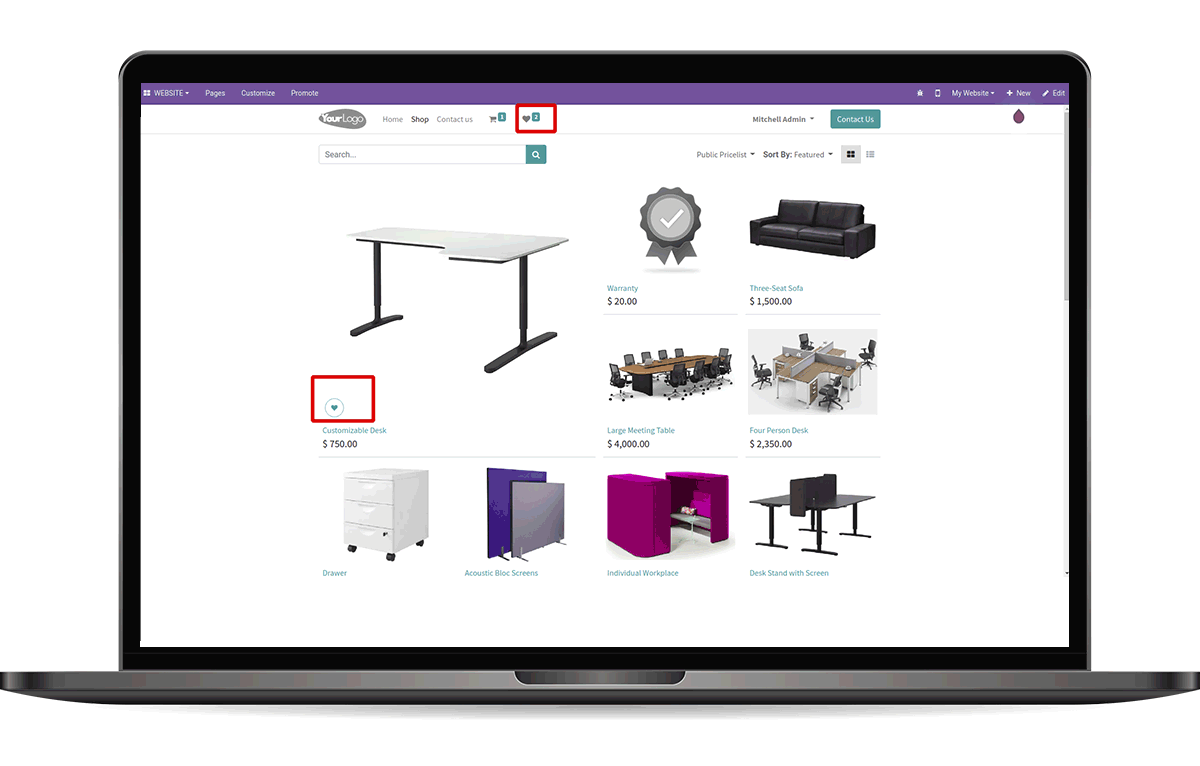 WEBSITE Pages Customize Promote My Website New Edit
YourLogo Home Shop Contact us 1 2 Mitchell Admin Contact Us
Search... Public Pricelist Sort By: Featured
Warranty Three-Seat Sofa
$ 20.00 $ 1,500.00
Customizable Desk Large Meeting Table Four Person Desk
$ 750.00 $ 4,000.00 $ 2,350.00
Drawer Acoustic Bloc Screens Individual Workplace Desk Stand with Screen